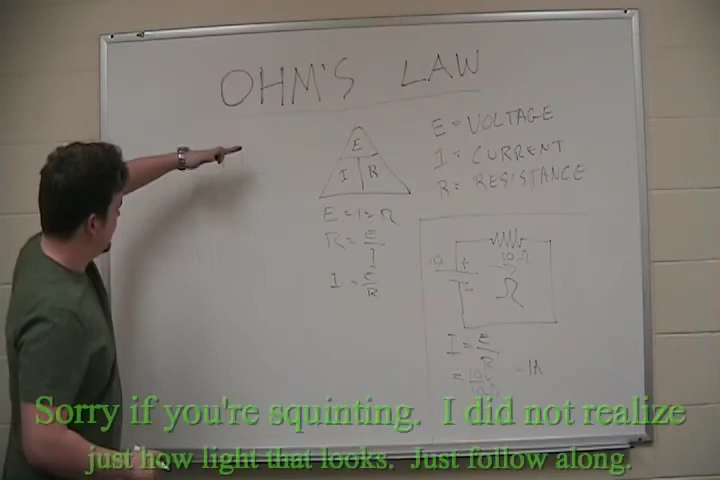 OHM'S LAW
E = VOLTAGE
I = CURRENT
R = RESISTANCE
E
I R
E = I = R
R = E/I
I = E/R
10 + -
10 Ω
Ω
I = E/R
= 10/10 = 1A
Sorry if you're squinting. I did not realize
just how light that looks. Just follow along.